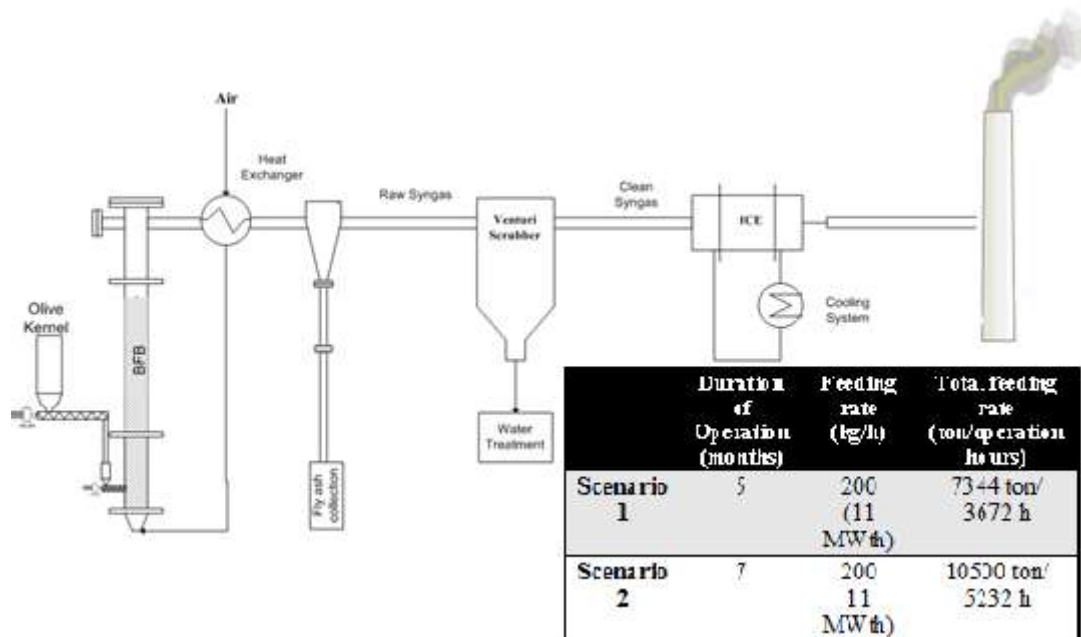 Air
Heat
Exchanger
Raw Syngas
Clean
Syngas
Venturi
Scrubber
ICE
Olive
Kernel
BFB
Cooling
System
Water
Treatment
Fly ash
collection
Duration
of
Operation
(months)
Feeding
rate
(kg/h)
Total feeding
rate
(ton/operation
hours)
Scenario
1
5
200
(11
MWth)
7344 ton/
3672 h
Scenario
2
7
200
11
MWth)
ton/
5232 h